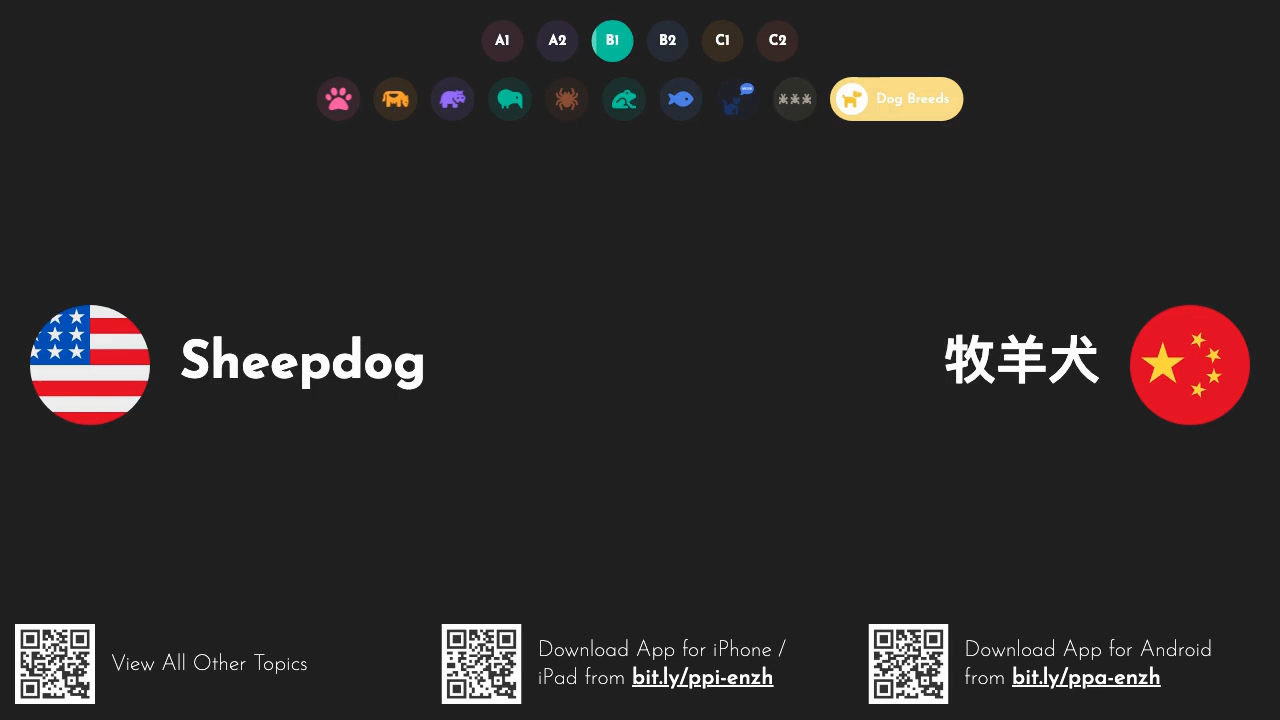 A1 A2 B1 B2 C1 C2
Dog Breeds
Sheepdog
牧羊犬
View All Other Topics
Download App for iPhone /
iPad from bit.ly/ppi-enzh
Download App for Android
from bit.ly/ppa-enzh